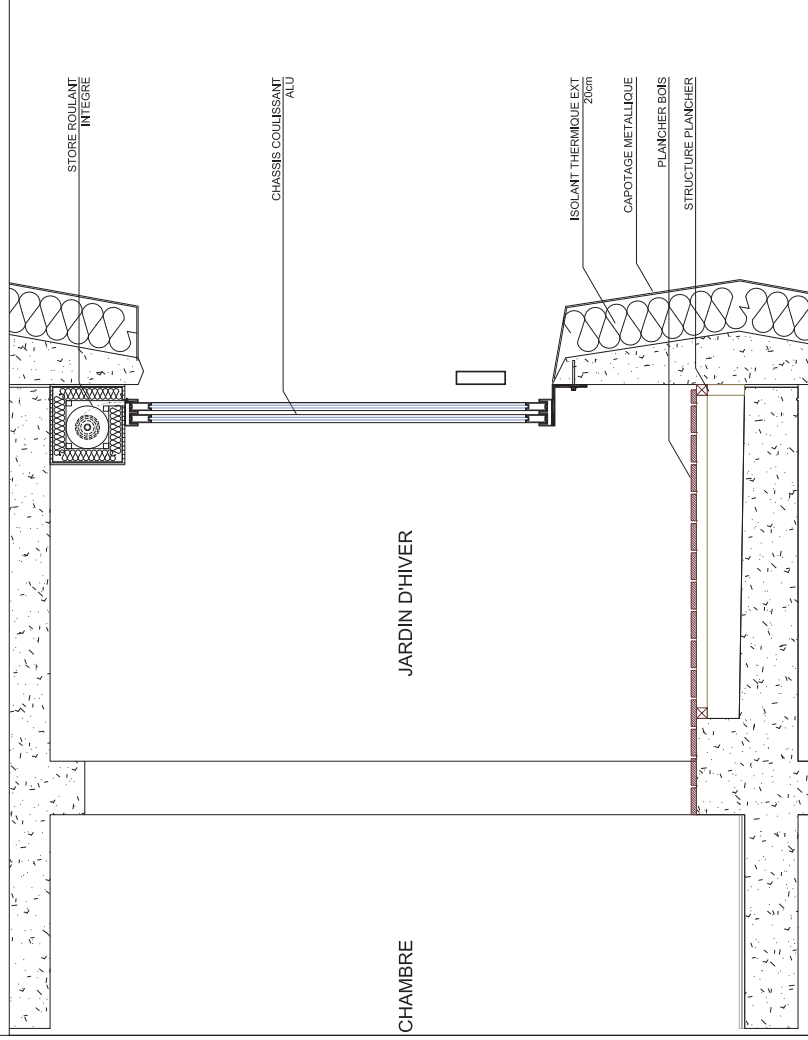 STORE ROULANT
INTEGRE
CHASSIS COULISSANT
ALU
ISOLANT THERMIQUE EXT
20cm
CAPOTAGE METALLIQUE
PLANCHER BOIS
STRUCTURE PLANCHER
JARDIN D'HIVER
CHAMBRE